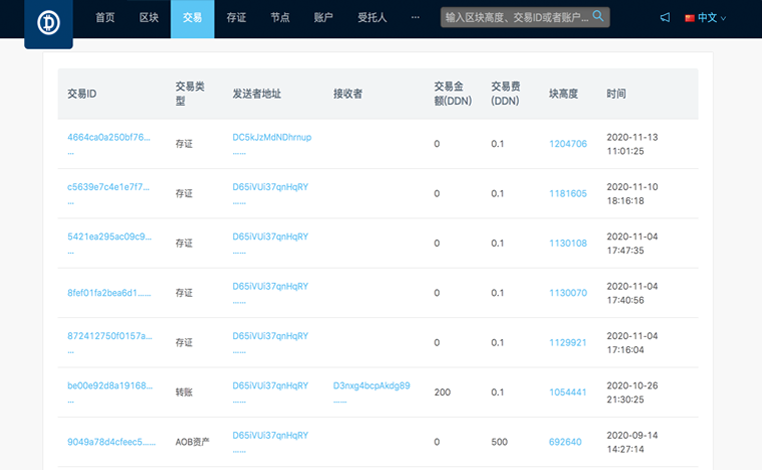 首页 区块 交易 存证 节点 账户 受托人 ··· 输入区块高度、交易ID或者账户... 中文
交易ID 交易类型 发送者地址 接收者 交易金额(DDN) 交易费(DDN) 块高度 时间
4664ca0a250bf76... ... 存证 DC5kJzMdNDhrnup ...... 0 0.1 1204706 2020-11-13 11:01:25
c5639e7c4e1e7f7... ... 存证 D65iVUi37qnHqRY ...... 0 0.1 1181605 2020-11-10 18:16:18
5421ea295ac09c9... ... 存证 D65iVUi37qnHqRY ...... 0 0.1 1130108 2020-11-04 17:47:35
8fef01fa2bea6d1...... 存证 D65iVUi37qnHqRY ...... 0 0.1 1130070 2020-11-04 17:40:56
872412750f0157a... ... 存证 D65iVUi37qnHqRY ...... 0 0.1 1129921 2020-11-04 17:16:04
be00e92d8a19168... ... 转账 D65iVUi37qnHqRY ...... D3nxg4bcpAkdg89 ...... 200 0.1 1054441 2020-10-26 21:30:25
9049a78d4cfeec5...... AOB资产 D65iVUi37qnHqRY ...... 0 500 692640 2020-09-14 14:27:14